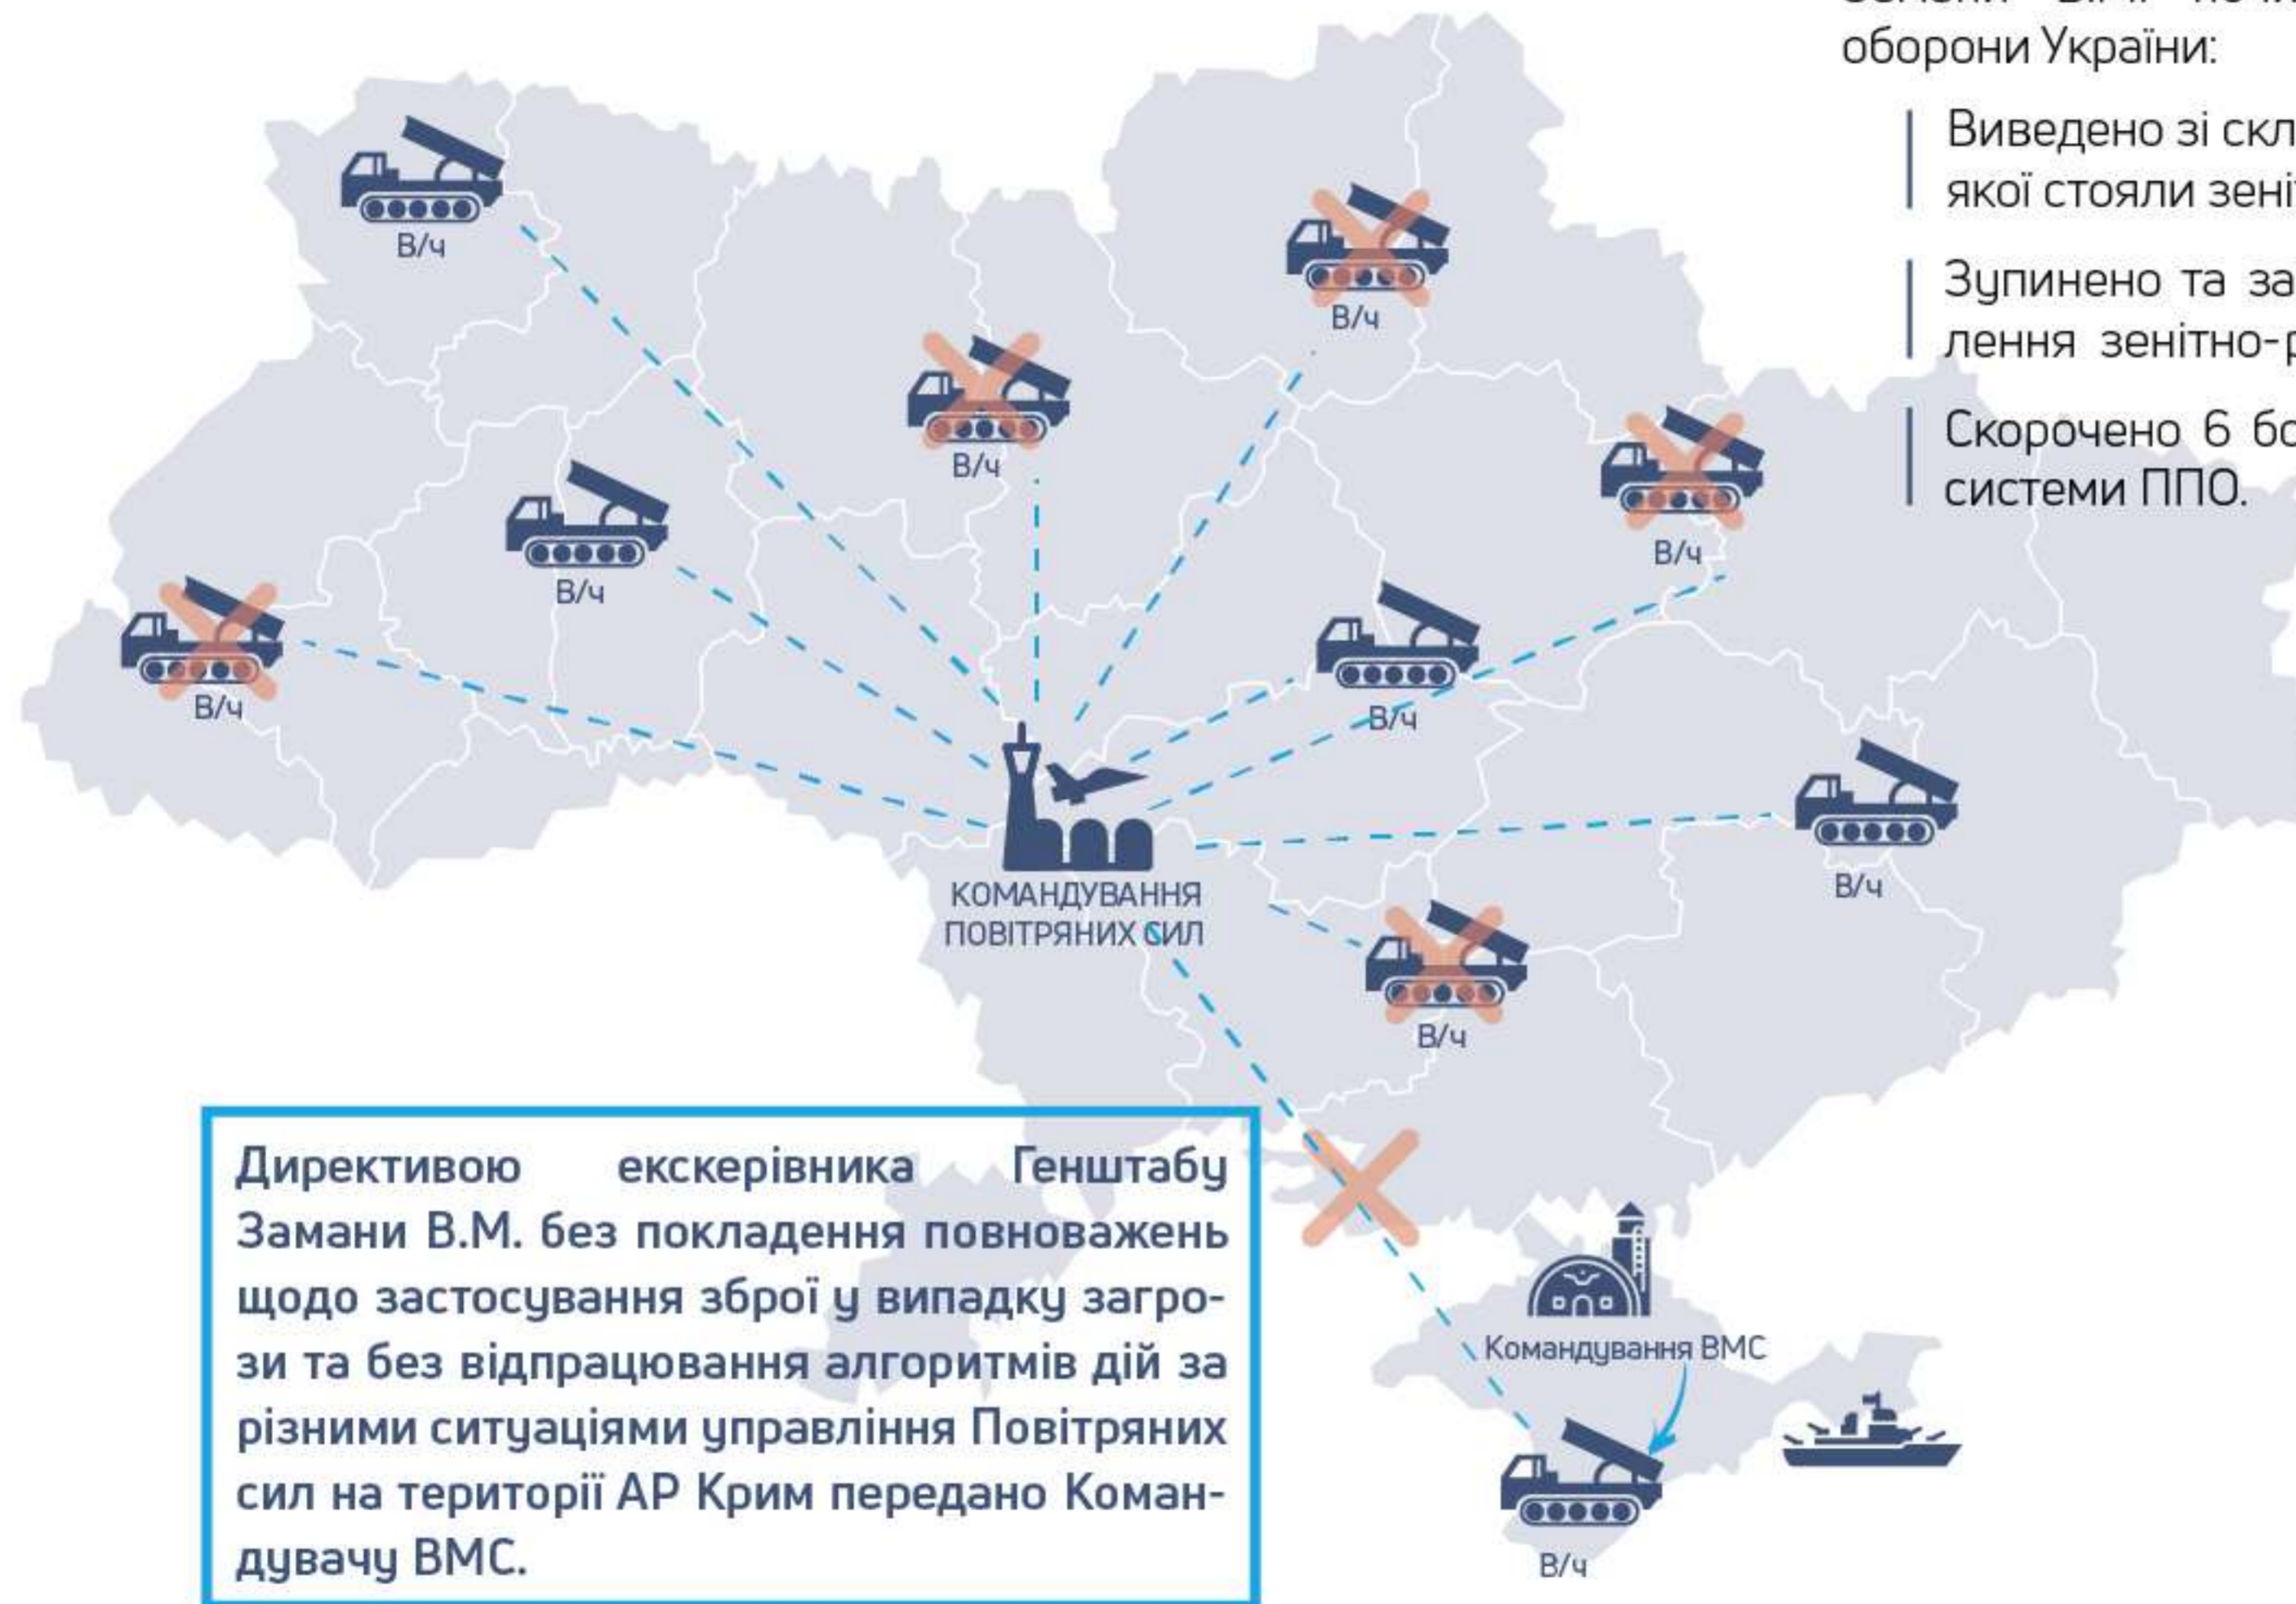 оборони України:
Виведено зі скл
якої стояли зеніт
Зупинено та за
лення зенітно-р
Скорочено 6 бо
системи ППО.
В/ч
В/ч
В/ч
В/ч
В/ч
В/ч
В/ч
В/ч
КОМАНДУВАННЯ
ПОВІТРЯНИХ СИЛ
В/ч
Директивою екскерівника Генштабу
Замани В.М. без покладення повноважень
щодо застосування зброї у випадку загро-
зи та без відпрацювання алгоритмів дій за
різними ситуаціями управління Повітряних
сил на території АР Крим передано Коман-
дувачу ВМС.
Командування ВМС
В/ч